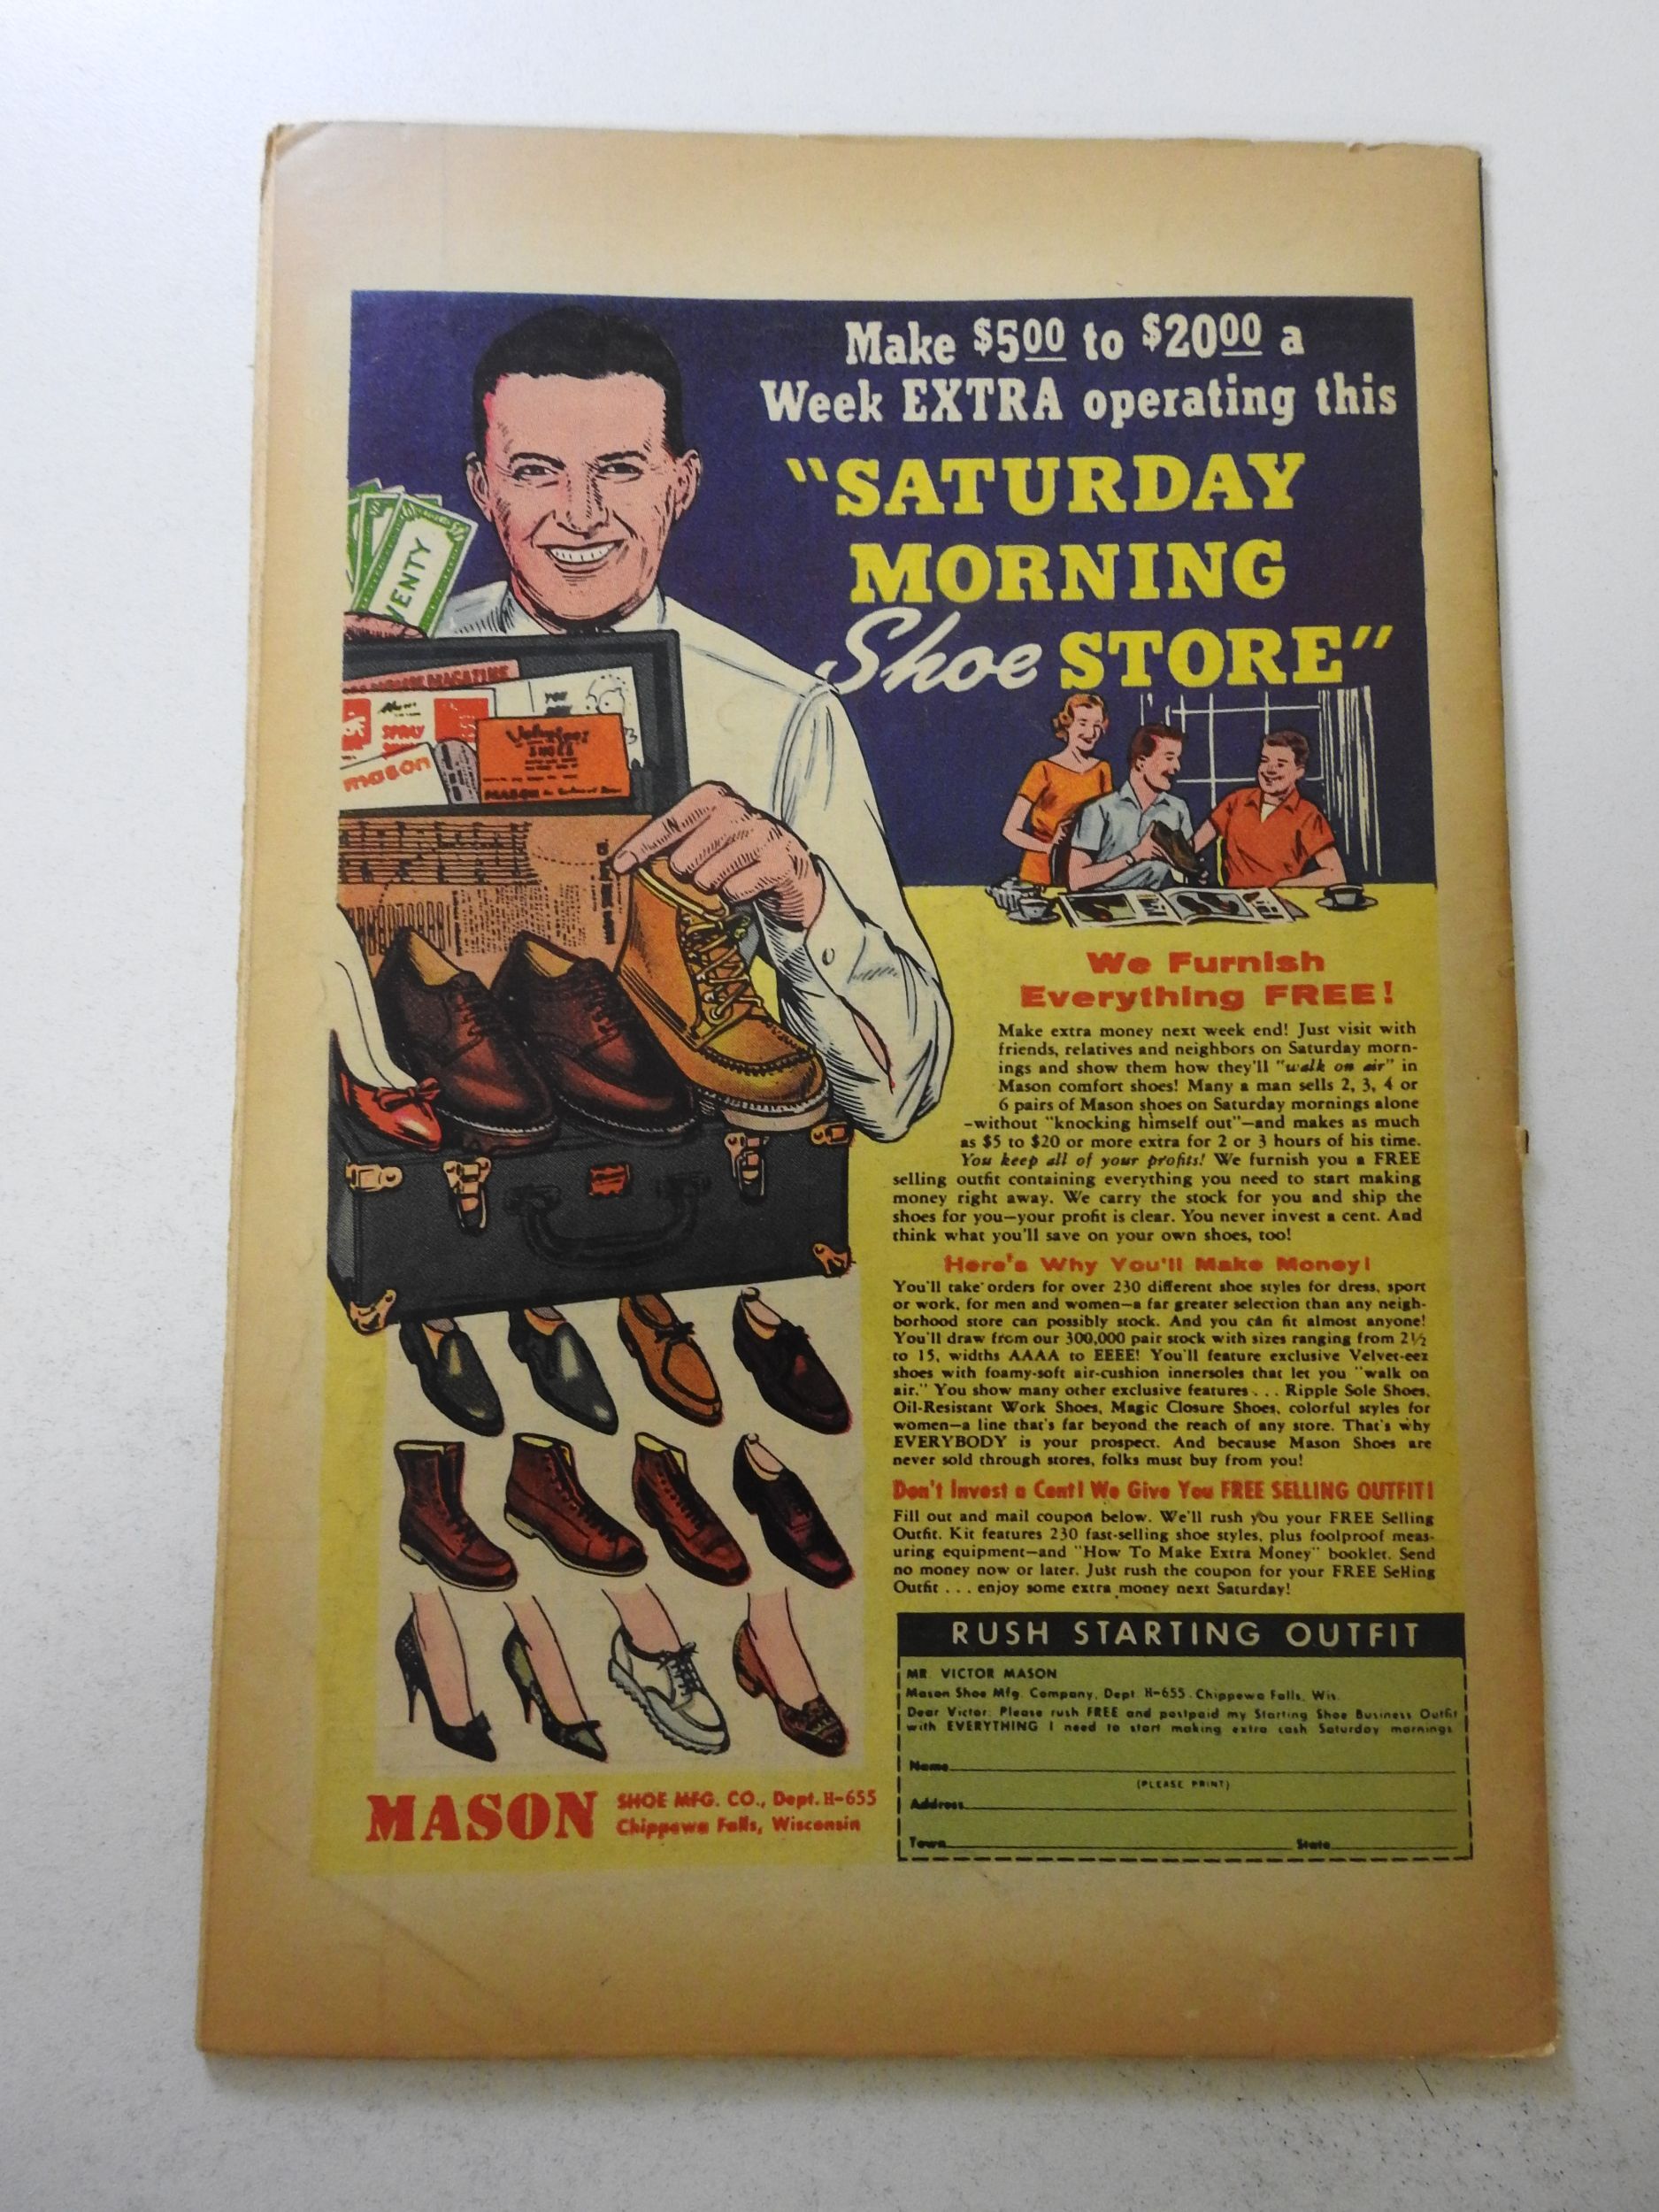 Make $5.00 to $20.00 a
Week EXTRA operating this
"SATURDAY
MORNING
Shoe STORE"
VENTY
MAGAZINE
SPRAY
mason
YOU
Velvet-eez
SHOES
MASON
We Furnish
Everything FREE!
Make extra money next week end! Just visit with
friends, relatives and neighbors on Saturday morn-
ings and show them how they'll "walk on air" in
Mason comfort shoes! Many a man sells 2, 3, 4 or
6 pairs of Mason shoes on Saturday mornings alone
—without "knocking himself out"—and makes as much
as $5 to $20 or more extra for 2 or 3 hours of his time.
You keep all of your profits! We furnish you a FREE
selling outfit containing everything you need to start making
money right away. We carry the stock for you and ship the
shoes for you—your profit is clear. You never invest a cent. And
think what you'll save on your own shoes, too!
Here's Why You'll Make Money!
You'll take orders for over 230 different shoe styles for dress, sport
or work, for men and women—a far greater selection than any neigh-
borhood store can possibly stock. And you can fit almost anyone!
You'll draw from our 300,000 pair stock with sizes ranging from 2½
to 15, widths AAAA to EEEE! You'll feature exclusive Velvet-eez
shoes with foamy-soft air-cushion innersoles that let you "walk on
air." You show many other exclusive features . . . Ripple Sole Shoes,
Oil-Resistant Work Shoes, Magic Closure Shoes, colorful styles for
women—a line that's far beyond the reach of any store. That's why
EVERYBODY is your prospect. And because Mason Shoes are
never sold through stores, folks must buy from you!
Don't Invest a Cent! We Give You FREE SELLING OUTFIT!
Fill out and mail coupon below. We'll rush you your FREE Selling
Outfit. Kit features 230 fast-selling shoe styles, plus foolproof meas-
uring equipment—and "How To Make Extra Money" booklet. Send
no money now or later. Just rush the coupon for your FREE Selling
Outfit . . . enjoy some extra money next Saturday!
RUSH STARTING OUTFIT
MR. VICTOR MASON
Mason Shoe Mfg. Company, Dept. H-655, Chippewa Falls, Wis.
Dear Victor: Please rush FREE and postpaid my Starting Shoe Business Outfit
with EVERYTHING I need to start making extra cash Saturday mornings.
Name
(PLEASE PRINT)
Address
Town State
MASON SHOE MFG. CO., Dept. H-655
Chippewa Falls, Wisconsin